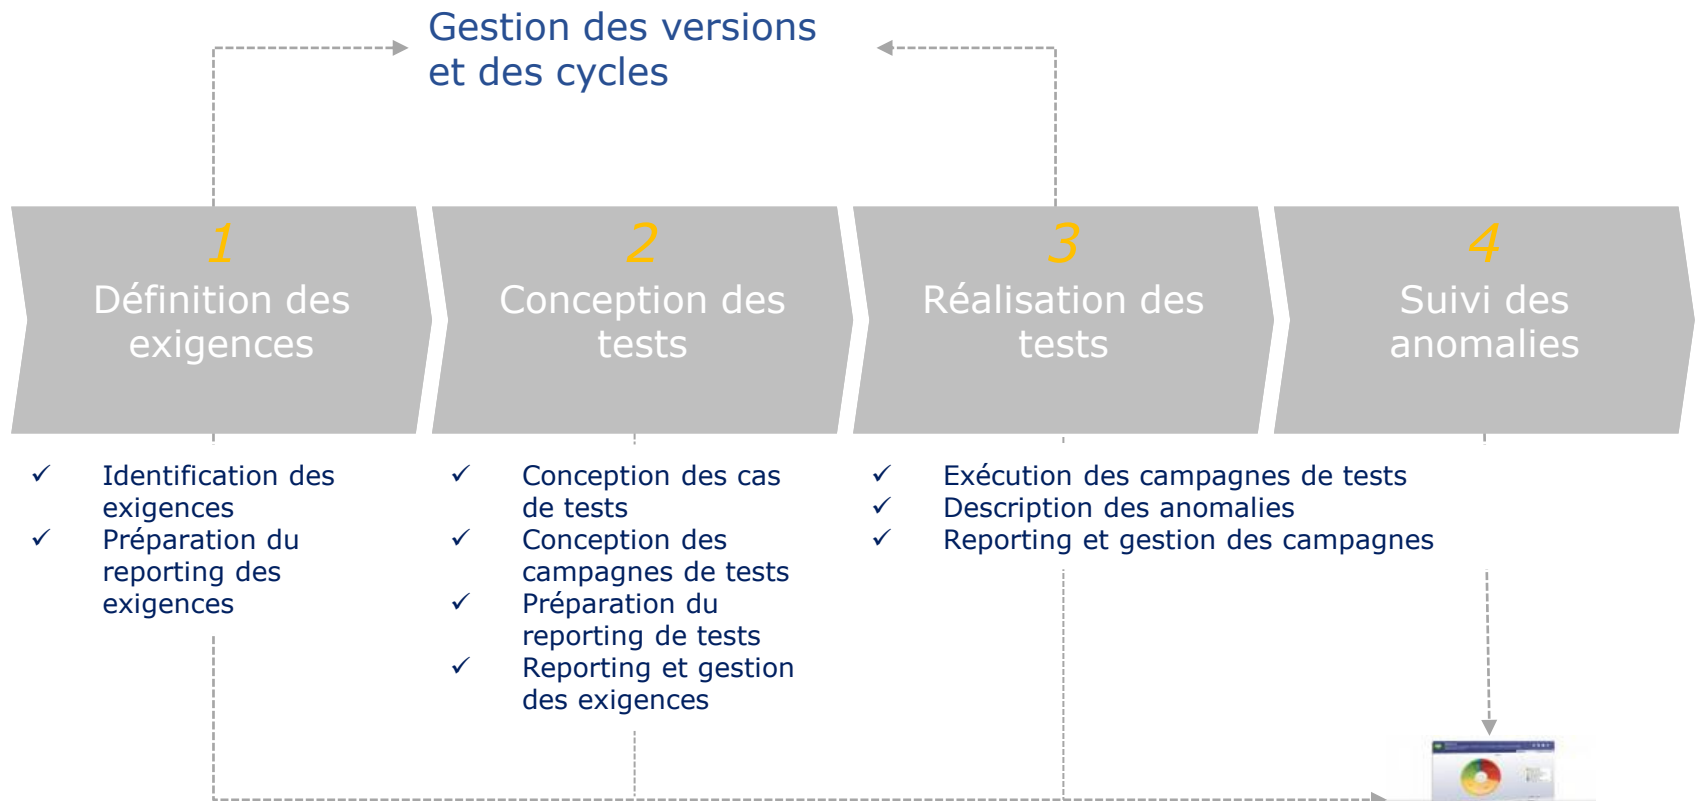 Gestion des versions
et des cycles
1
Définition des
exigences
2
Conception des
tests
3
Réalisation des
tests
4
Suivi des
anomalies
✓ Identification des
exigences
✓ Préparation du
reporting des
exigences
✓ Conception des cas
de tests
✓ Conception des
campagnes de tests
✓ Préparation du
reporting de tests
✓ Reporting et gestion
des exigences
✓ Exécution des campagnes de tests
✓ Description des anomalies
✓ Reporting et gestion des campagnes